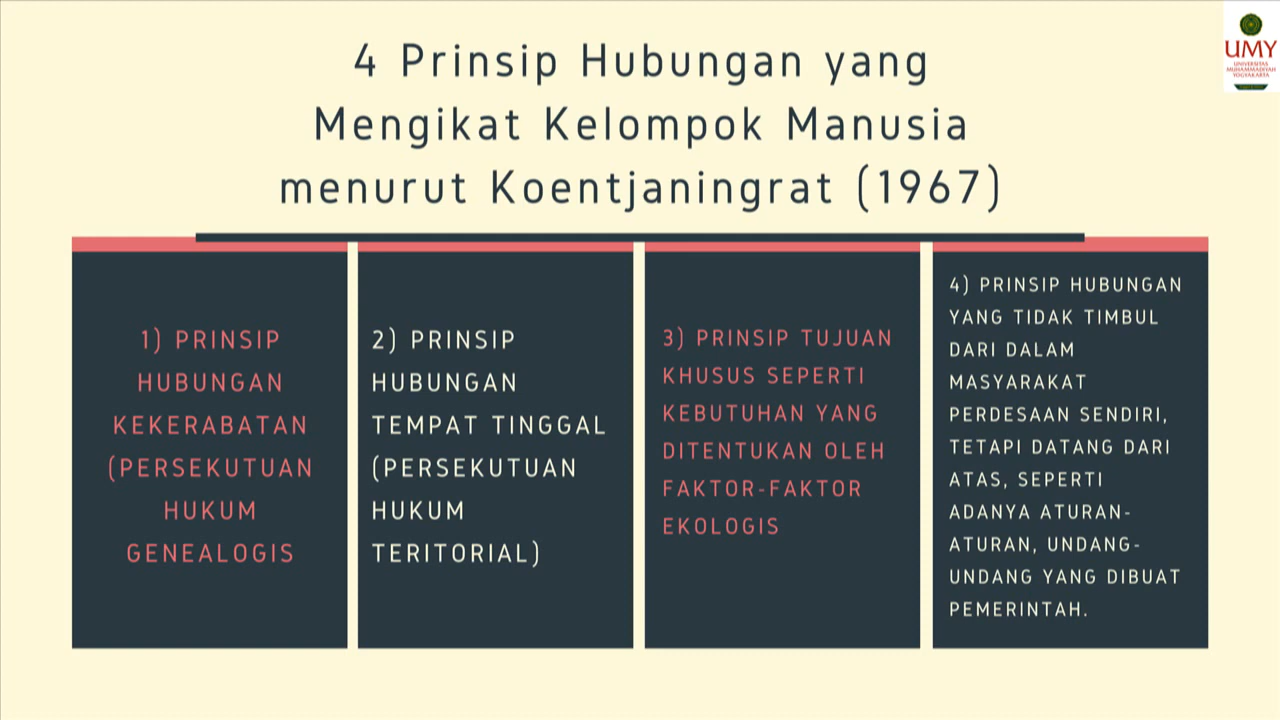 4 Prinsip Hubungan yang
Mengikat Kelompok Manusia
menurut Koentjaningrat (1967)
UMY
UNIVERSITAS
MUHAMMADIYAH
YOGYAKARTA
1) PRINSIP
HUBUNGAN
KEKERABATAN
(PERSEKUTUAN
HUKUM
GENEALOGIS
2) PRINSIP
HUBUNGAN
TEMPAT TINGGAL
(PERSEKUTUAN
HUKUM
TERITORIAL)
3) PRINSIP TUJUAN
KHUSUS SEPERTI
KEBUTUHAN YANG
DITENTUKAN OLEH
FAKTOR-FAKTOR
EKOLOGIS
4) PRINSIP HUBUNGAN
YANG TIDAK TIMBUL
DARI DALAM
MASYARAKAT
PERDESAAN SENDIRI,
TETAPI DATANG DARI
ATAS, SEPERTI
ADANYA ATURAN-
ATURAN, UNDANG-
UNDANG YANG DIBUAT
PEMERINTAH.